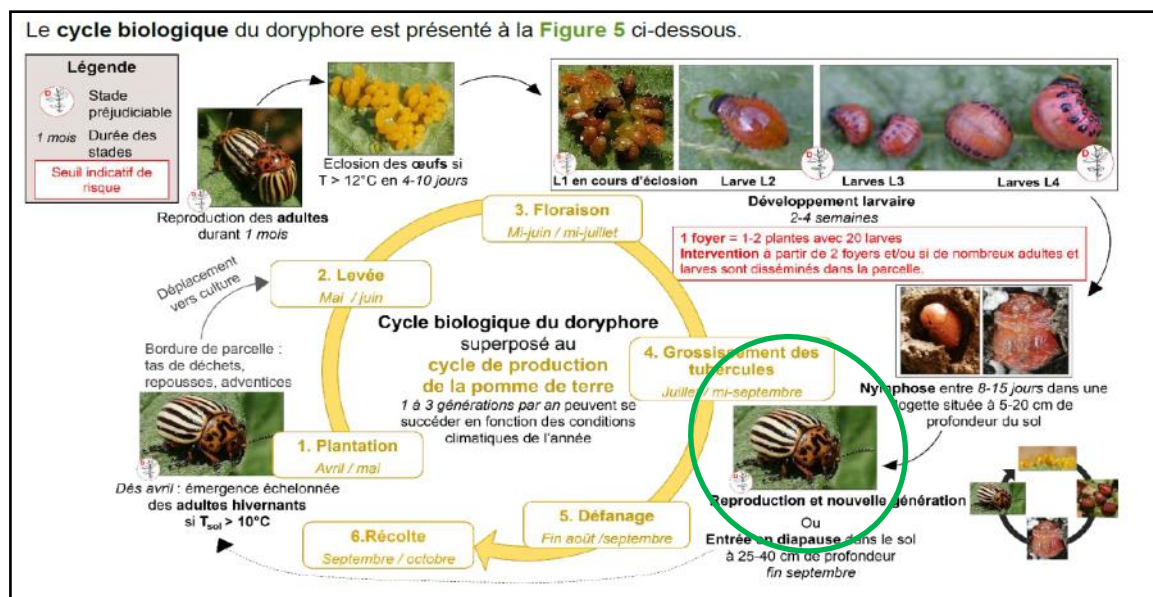 Le cycle biologique du doryphore est présenté à la Figure 5 ci-dessous.
Légende
D
Stade
préjudiciable
1 mois
Durée des
stades
Seuil indicatif de
risque
Reproduction des adultes
durant 1 mois
Eclosion des œufs si
T > 12°C en 4-10 jours
L1 en cours d'éclosion
Larve L2
Larves L3
Larves L4
Développement larvaire
2-4 semaines
1 foyer = 1-2 plantes avec 20 larves
Intervention à partir de 2 foyers et/ou si de nombreux adultes et
larves sont disséminés dans la parcelle.
Nymphose entre 8-15 jours dans une
logette située à 5-20 cm de
profondeur du sol
Reproduction et nouvelle génération
Ou
Entrée en diapause dans le sol
à 25-40 cm de profondeur
fin septembre
Déplacement
vers culture
Bordure de parcelle :
tas de déchets,
repousses, adventices
Dès avril : émergence échelonnée
des adultes hivernants
si Tsol > 10°C
1. Plantation
Avril / mai
2. Levée
Mai / juin
3. Floraison
Mi-juin / mi-juillet
4. Grossissement des
tubercules
Juillet / mi-septembre
5. Défanage
Fin août /septembre
6.Récolte
Septembre / octobre
Cycle biologique du doryphore
superposé au
cycle de production
de la pomme de terre
1 à 3 générations par an peuvent se
succéder en fonction des conditions
climatiques de l'année